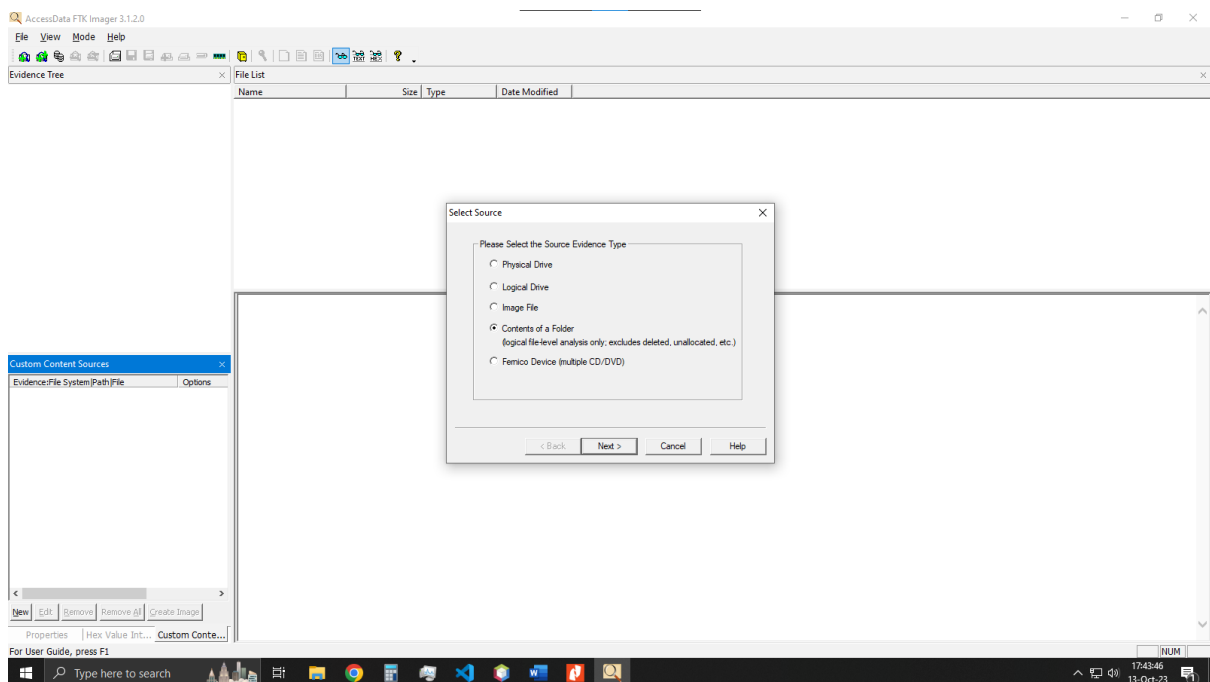 AccessData FTK Imager 3.1.2.0
File View Mode Help
TEXT HEX
Evidence Tree
File List
Name Size Type Date Modified
Select Source
Please Select the Source Evidence Type
Physical Drive
Logical Drive
Image File
Contents of a Folder
(logical file-level analysis only; excludes deleted, unallocated, etc.)
Fernico Device (multiple CD/DVD)
< Back Next > Cancel Help
Custom Content Sources
Evidence:File System|Path|File Options
New Edit Remove Remove All Create Image
Properties Hex Value Int... Custom Conte...
For User Guide, press F1
NUM
Type here to search
17:43:46
13-Oct-23